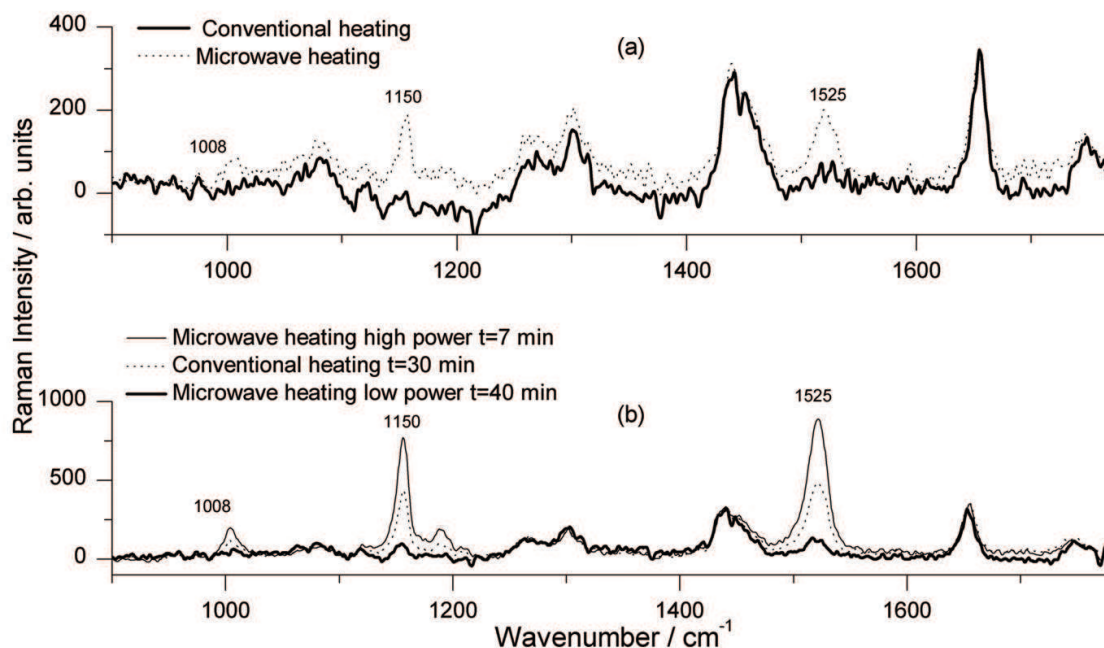 400
200
0
Conventional heating
Microwave heating
(a)
1008
1150
1525
1000
1200
1400
1600
Raman Intensity / arb. units
Microwave heating high power t=7 min
Conventional heating t=30 min
Microwave heating low power t=40 min
1000
500
0
(b)
1008
1150
1525
1000
1200
1400
1600
Wavenumber / cm⁻¹